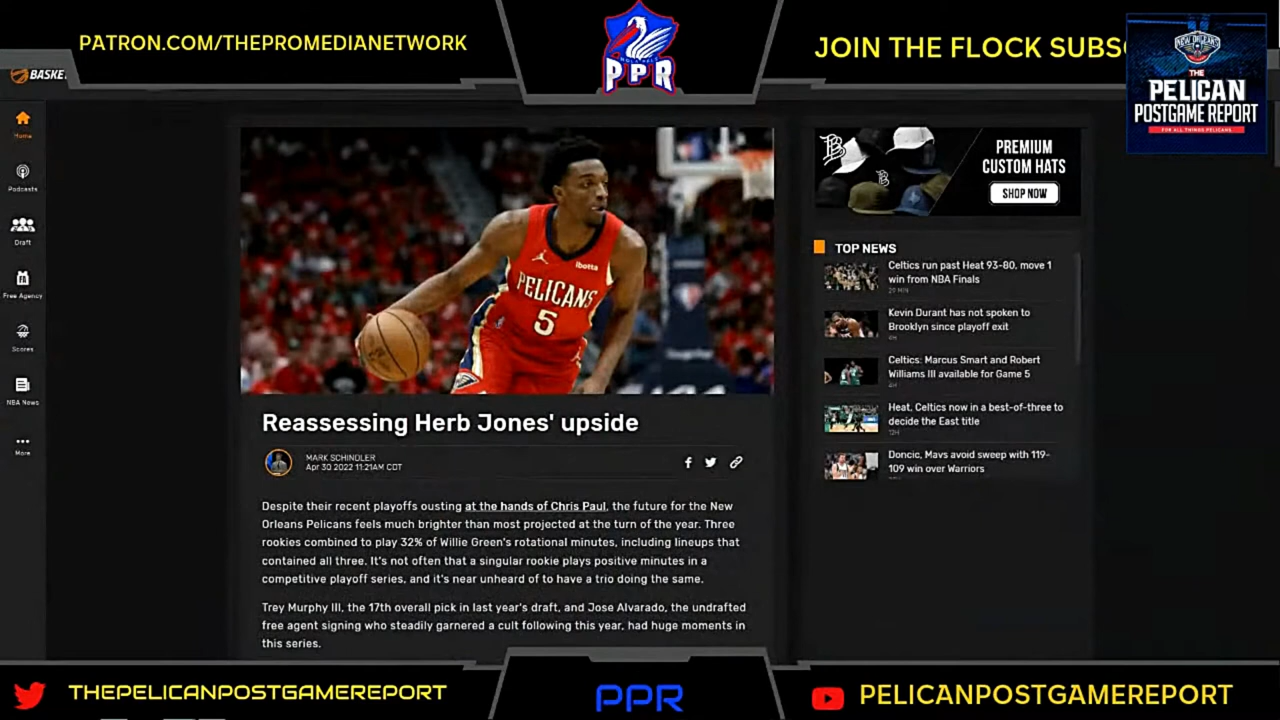 PATRON.COM/THEPROMEDIANETWORK
PPR
JOIN THE FLOCK SUBSC
NEW ORLEANS
THE
PELICAN
POSTGAME REPORT
FOR ALL THINGS PELICANS
BASKE
Home
Podcasts
Draft
Free Agency
Scores
NBA News
More
ibotta
PELICANS
5
PREMIUM
CUSTOM HATS
SHOP NOW
TOP NEWS
Celtics run past Heat 93-80, move 1
win from NBA Finals
Kevin Durant has not spoken to
Brooklyn since playoff exit
4H
Celtics: Marcus Smart and Robert
Williams III available for Game 5
4H
Heat, Celtics now in a best-of-three to
decide the East title
12H
Doncic, Mavs avoid sweep with 119-
109 win over Warriors
Reassessing Herb Jones' upside
MARK SCHINDLER
Apr 30 2022 11:21AM CDT
Despite their recent playoffs ousting at the hands of Chris Paul, the future for the New
Orleans Pelicans feels much brighter than most projected at the turn of the year. Three
rookies combined to play 32% of Willie Green's rotational minutes, including lineups that
contained all three. It's not often that a singular rookie plays positive minutes in a
competitive playoff series, and it's near unheard of to have a trio doing the same.
Trey Murphy III, the 17th overall pick in last year's draft, and Jose Alvarado, the undrafted
free agent signing who steadily garnered a cult following this year, had huge moments in
this series.
THEPELICANPOSTGAMEREPORT
PPR
PELICANPOSTGAMEREPORT